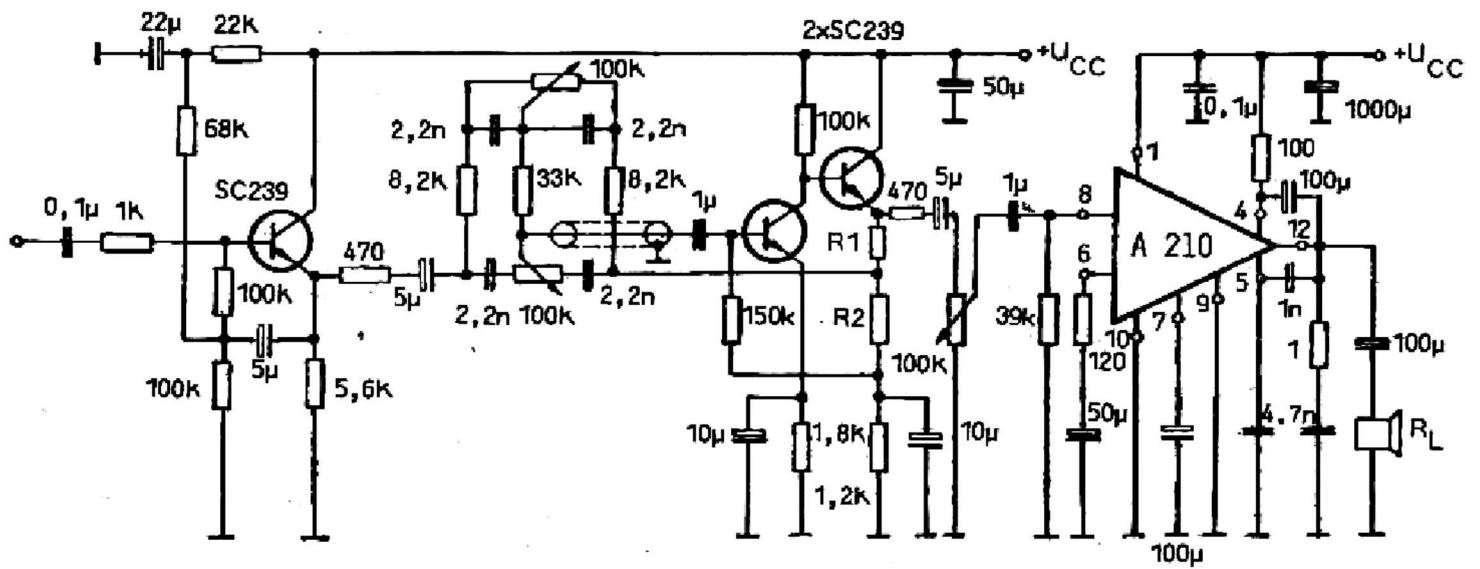 22µ
22K
2xSC239
+UCC
+UCC
100k
50µ
0,1µ
1000µ
68K
2,2n
2,2n
100k
1
100
SC239
8,2k
33K
8,2k
1µ
470
5µ
1µ
8
4
100µ
12
0,1µ
1k
R1
A 210
470
5µ
2,2n
100k
2,2n
6
5
1n
100K
150k
R2
100k
39k
10
7
9
120
1
100µ
100K
5µ
5,6K
10µ
1,8K
10µ
50µ
4.7n
RL
1,2K
100µ